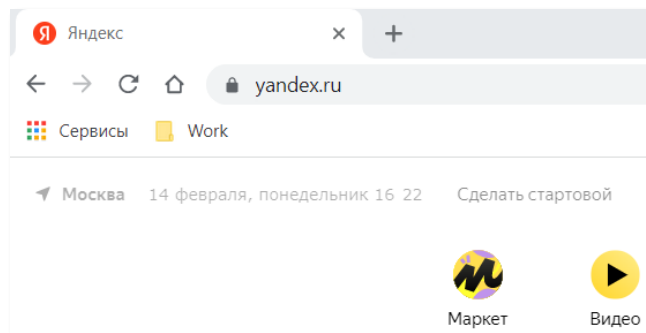 Яндекс
yandex.ru
Сервисы Work
Москва 14 февраля, понедельник 16 22 Сделать стартовой
Маркет Видео